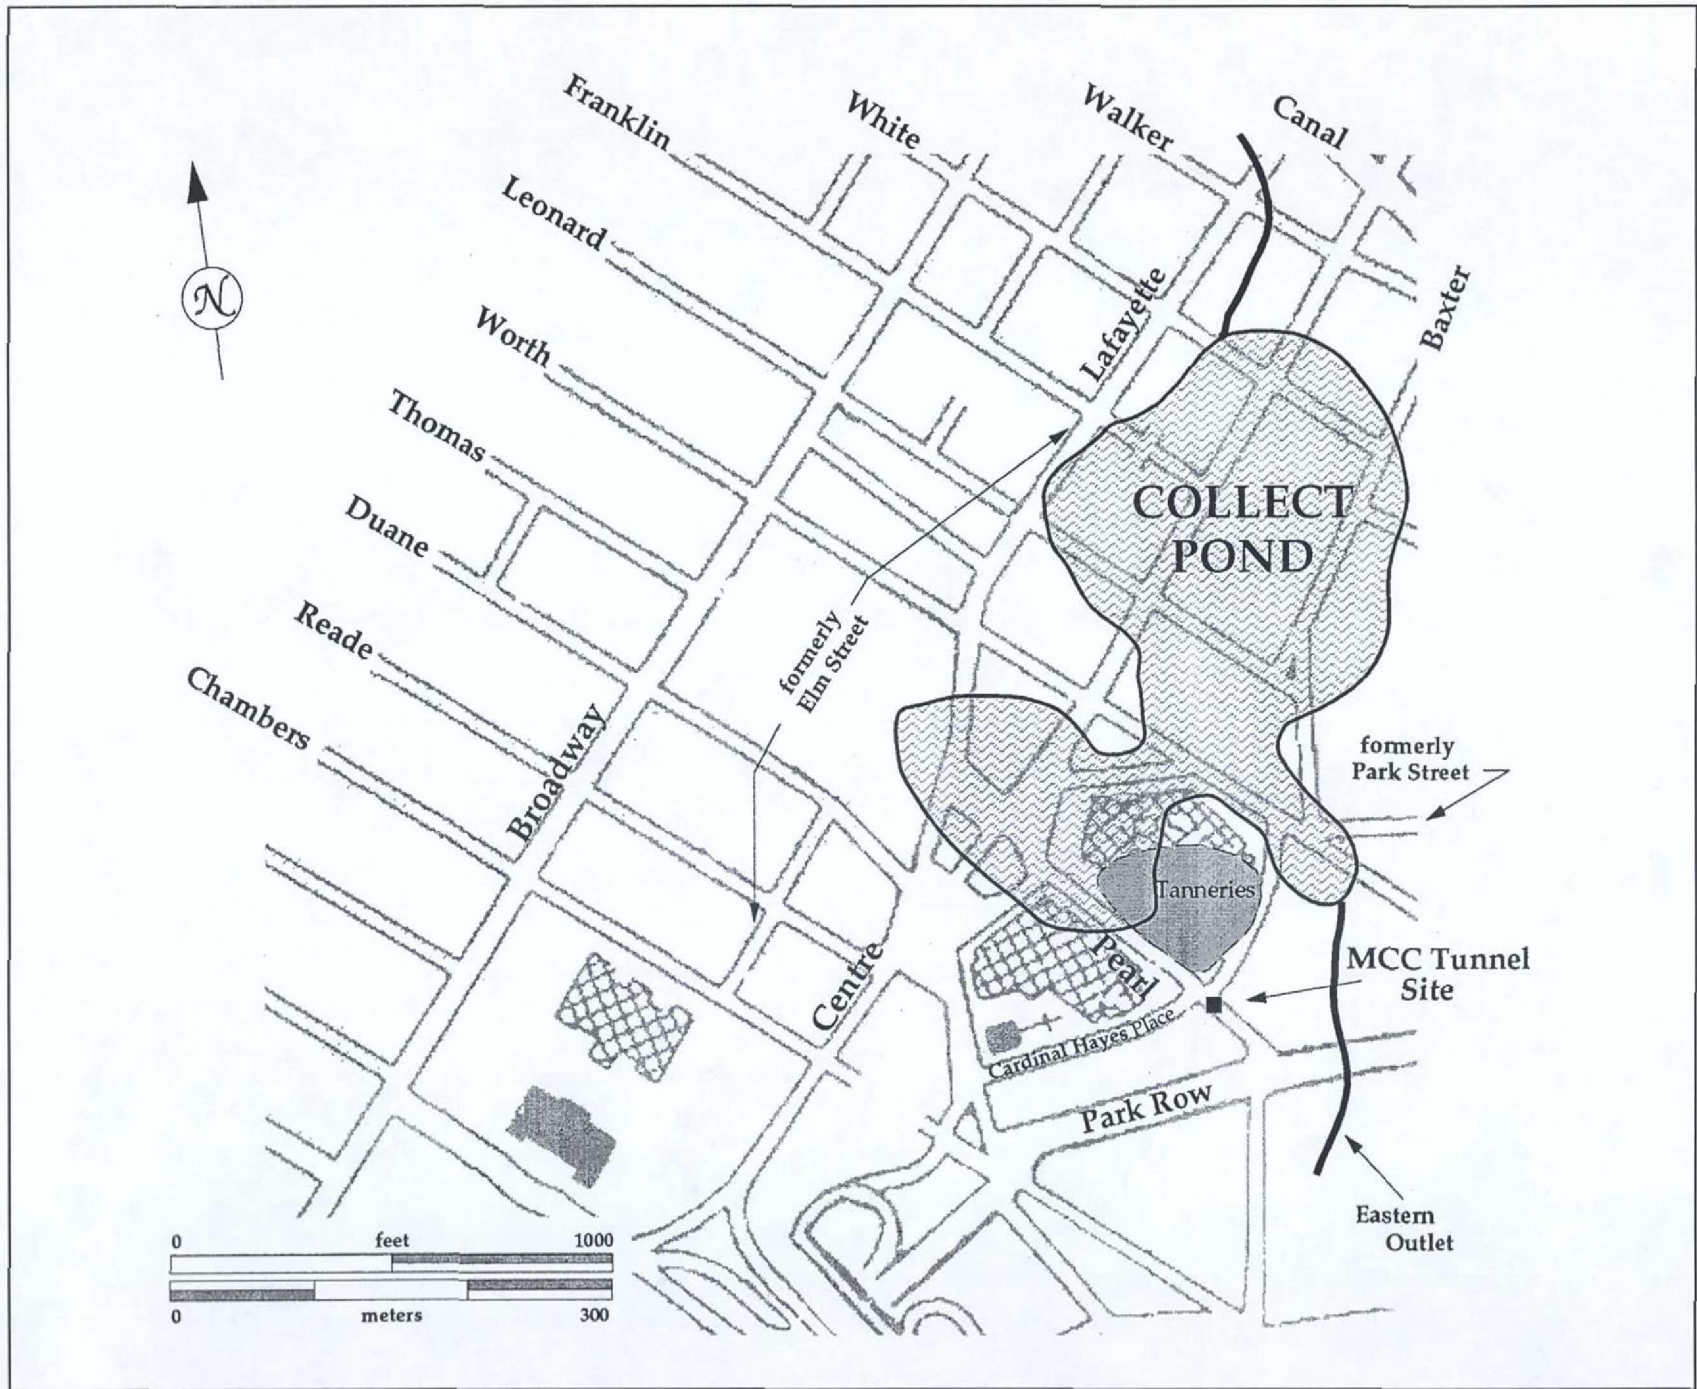 Franklin
White
Walker
Canal
Leonard
N
Worth
Lafayette
Baxter
Thomas
COLLECT
POND
Duane
formerly
Elm Street
Reade
Chambers
Broadway
formerly
Park Street
Tanneries
Pearl
Centre
MCC Tunnel
Site
Cardinal Hayes Place
Park Row
Eastern
Outlet
0 feet 1000
0 meters 300